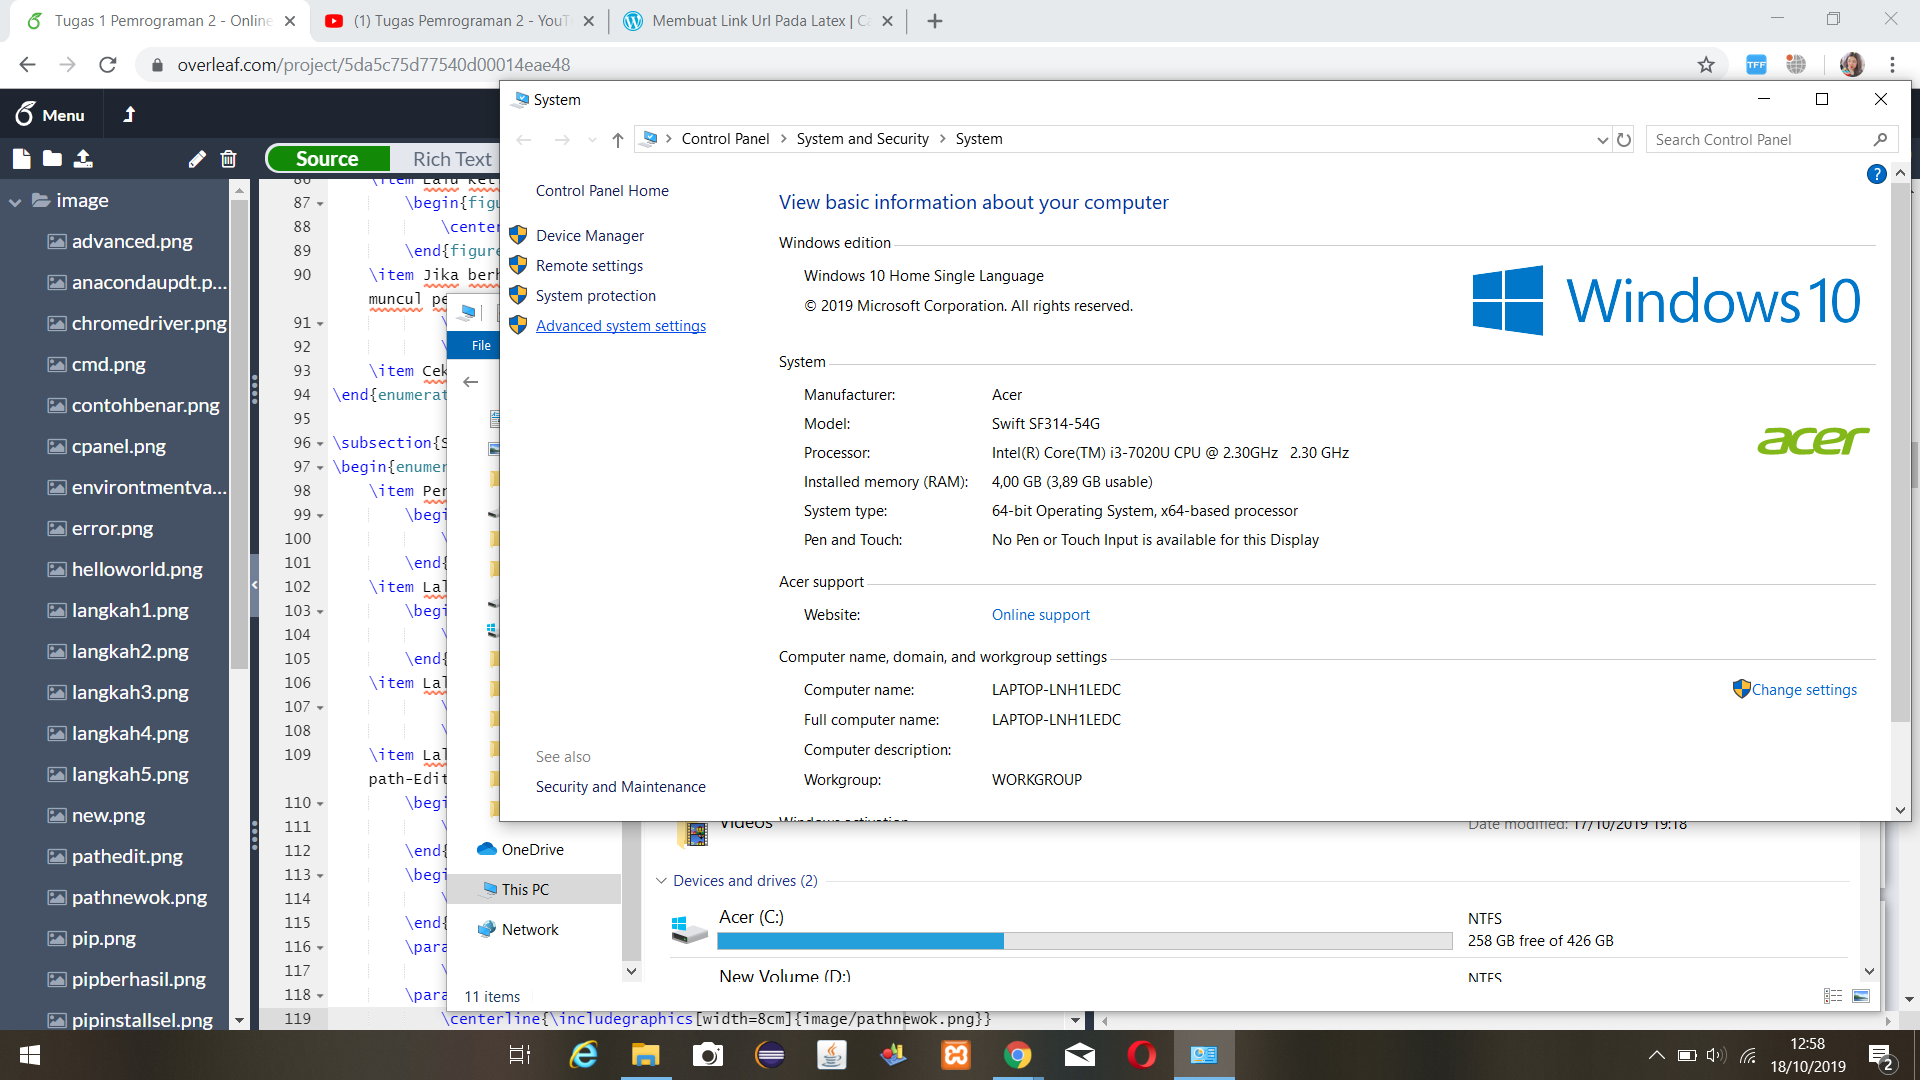 Tugas 1 Pemrograman 2 - Online
(1) Tugas Pemrograman 2 - YouT
Membuat Link Url Pada Latex | Ca
overleaf.com/project/5da5c75d77540d00014eae48
Menu
Source
Rich Text
image
advanced.png
anacondaupdt.p...
chromedriver.png
cmd.png
contohbenar.png
cpanel.png
environtmentva...
error.png
helloworld.png
langkah1.png
langkah2.png
langkah3.png
langkah4.png
langkah5.png
new.png
pathedit.png
pathnewok.png
pip.png
pipberhasil.png
pipinstallsel.png
86 \item Lalu ket
87 \begin{figu
88 \center
89 \end{figure
90 \item Jika berh
muncul pe
91 \
92 \
93 \item Cek
94 \end{enumerat
95
96 \subsection{S
97 \begin{enumer
98 \item Per
99 \begi
100 \
101 \end{
102 \item Lal
103 \begi
104 \
105 \end{
106 \item Lal
107 \
108 \
109 \item Lal
path-Edit
110 \begi
111 \
112 \end{
113 \begi
114 \
115 \end{
116 \para
117 \
118 \para
119 \centerline{\includegraphics[width=8cm]{image/pathnewok.png}}
System
Control Panel
System and Security
System
Search Control Panel
Control Panel Home
Device Manager
Remote settings
System protection
Advanced system settings
See also
Security and Maintenance
View basic information about your computer
Windows edition
Windows 10 Home Single Language
© 2019 Microsoft Corporation. All rights reserved.
Windows 10
System
Manufacturer: Acer
Model: Swift SF314-54G
Processor: Intel(R) Core(TM) i3-7020U CPU @ 2.30GHz 2.30 GHz
Installed memory (RAM): 4,00 GB (3,89 GB usable)
System type: 64-bit Operating System, x64-based processor
Pen and Touch: No Pen or Touch Input is available for this Display
acer
Acer support
Website: Online support
Computer name, domain, and workgroup settings
Computer name: LAPTOP-LNH1LEDC
Change settings
Full computer name: LAPTOP-LNH1LEDC
Computer description:
Workgroup: WORKGROUP
Windows activation
File
OneDrive
This PC
Network
11 items
Videos
Date modified: 17/10/2019 19:18
Devices and drives (2)
Acer (C:)
NTFS
258 GB free of 426 GB
New Volume (D:)
NTFS
12:58
18/10/2019
2